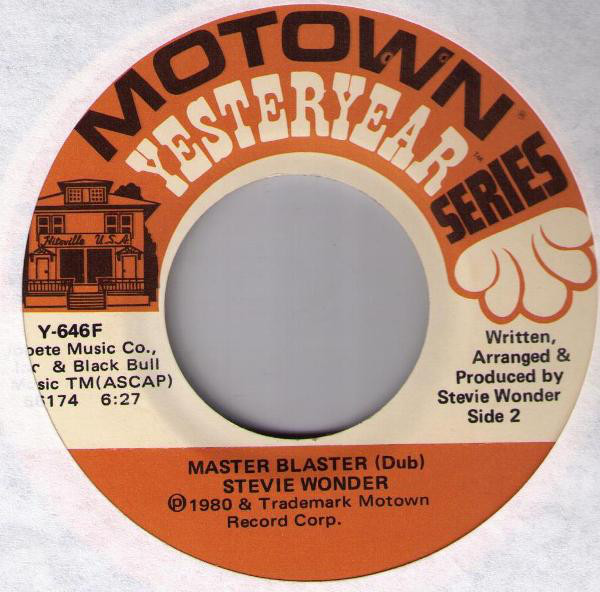 MOTOWN®
YESTERYEAR™
SERIES
Hitsville U.S.A.
Y-646F
Music Co.,
& Black Bull
TM(ASCAP)
6:27
Written,
Arranged &
Produced by
Stevie Wonder
Side 2
MASTER BLASTER (Dub)
STEVIE WONDER
℗1980 & Trademark Motown
Record Corp.